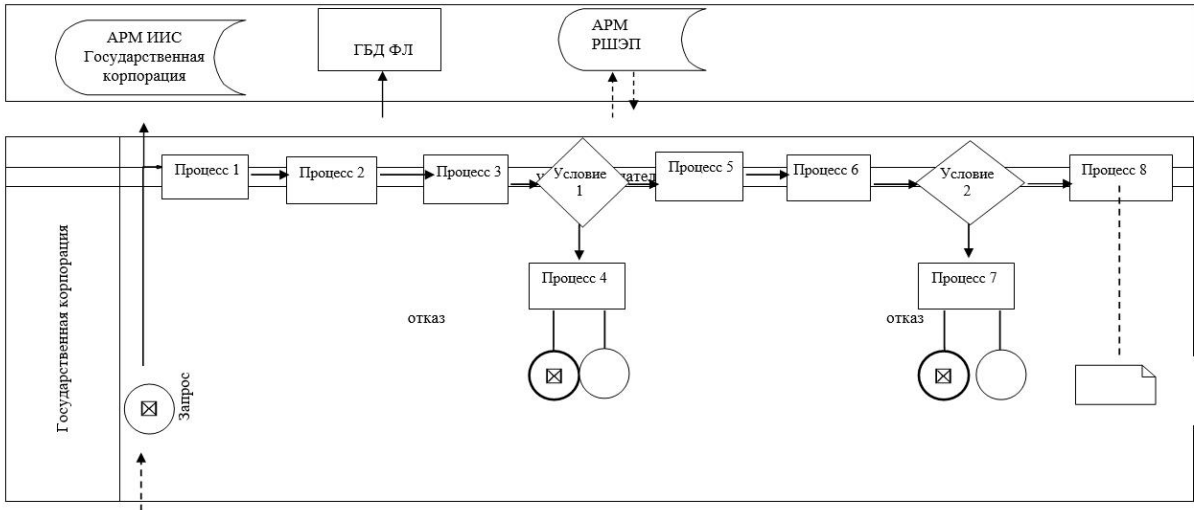 АРМ ИИС
Государственная
корпорация
ГБД ФЛ
АРМ
РШЭП
Процесс 1
Процесс 2
Процесс 3
Условие
1
Процесс 5
Процесс 6
Условие
2
Процесс 8
Процесс 4
Процесс 7
отказ
отказ
Государственная корпорация
Запрос